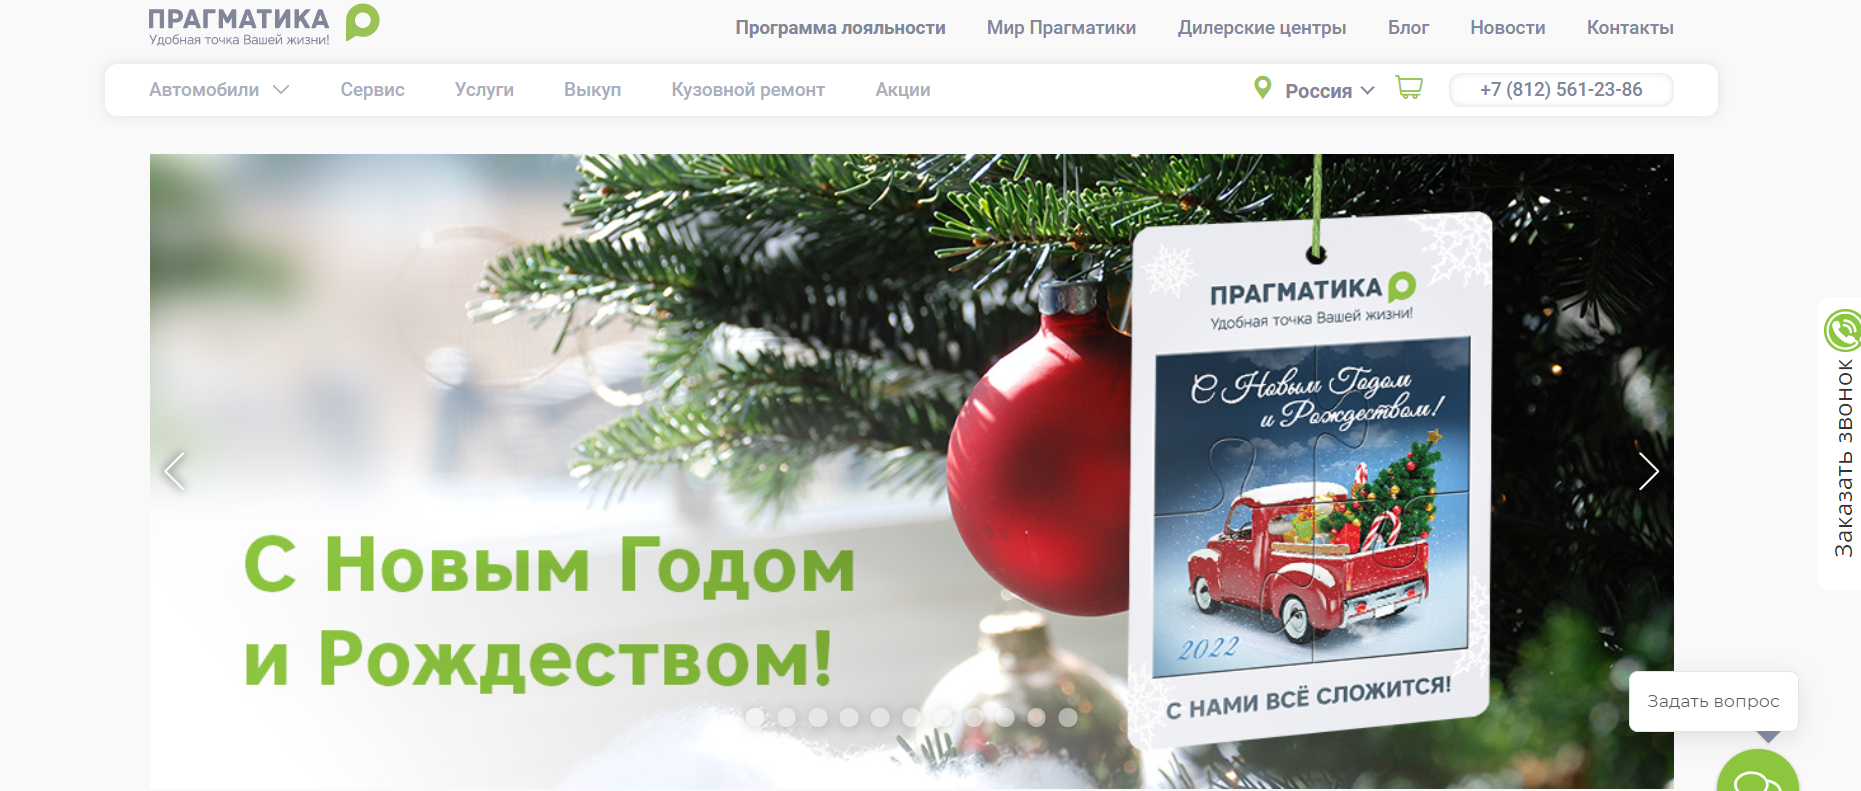 ПРАГМАТИКА
Удобная точка Вашей жизни!
Программа лояльности
Мир Прагматики
Дилерские центры
Блог
Новости
Контакты
Автомобили
Сервис
Услуги
Выкуп
Кузовной ремонт
Акции
Россия
+7 (812) 561-23-86
С Новым Годом
и Рождеством!
ПРАГМАТИКА
Удобная точка Вашей жизни!
С Новым Годом
и Рождеством!
2022
С НАМИ ВСЁ СЛОЖИТСЯ!
Заказать звонок
Задать вопрос